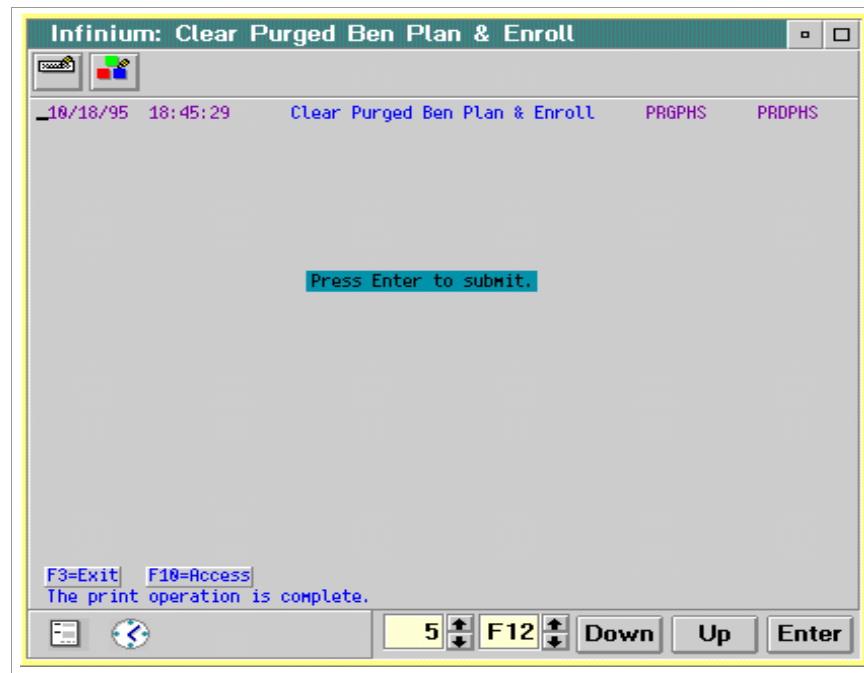 Infinium: Clear Purged Ben Plan & Enroll
10/18/95 18:45:29 Clear Purged Ben Plan & Enroll PRGPHS PRDPHS
Press Enter to submit.
F3=Exit F10=Access
The print operation is complete.
5 F12 Down Up Enter